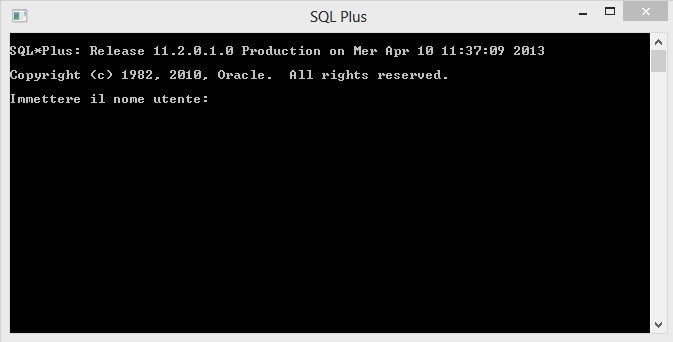 SQL Plus
SQL*Plus: Release 11.2.0.1.0 Production on Mer Apr 10 11:37:09 2013
Copyright (c) 1982, 2010, Oracle.  All rights reserved.
Immettere il nome utente: